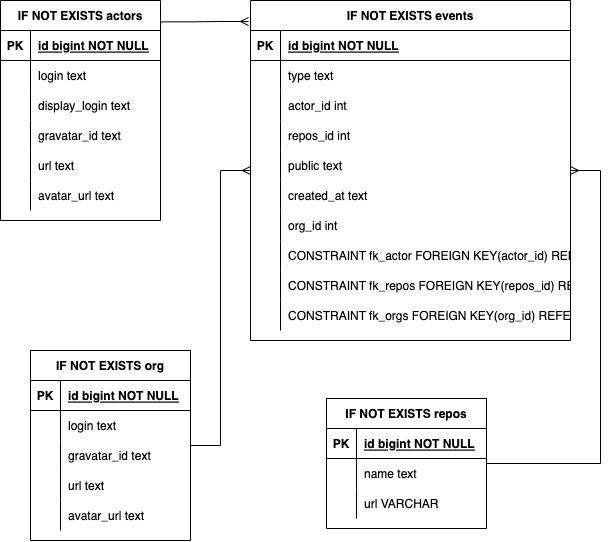 IF NOT EXISTS actors
PK id bigint NOT NULL
login text
display_login text
gravatar_id text
url text
avatar_url text
IF NOT EXISTS events
PK id bigint NOT NULL
type text
actor_id int
repos_id int
public text
created_at text
org_id int
CONSTRAINT fk_actor FOREIGN KEY(actor_id) REI
CONSTRAINT fk_repos FOREIGN KEY(repos_id) RE
CONSTRAINT fk_orgs FOREIGN KEY(org_id) REFE
IF NOT EXISTS org
PK id bigint NOT NULL
login text
gravatar_id text
url text
avatar_url text
IF NOT EXISTS repos
PK id bigint NOT NULL
name text
url VARCHAR